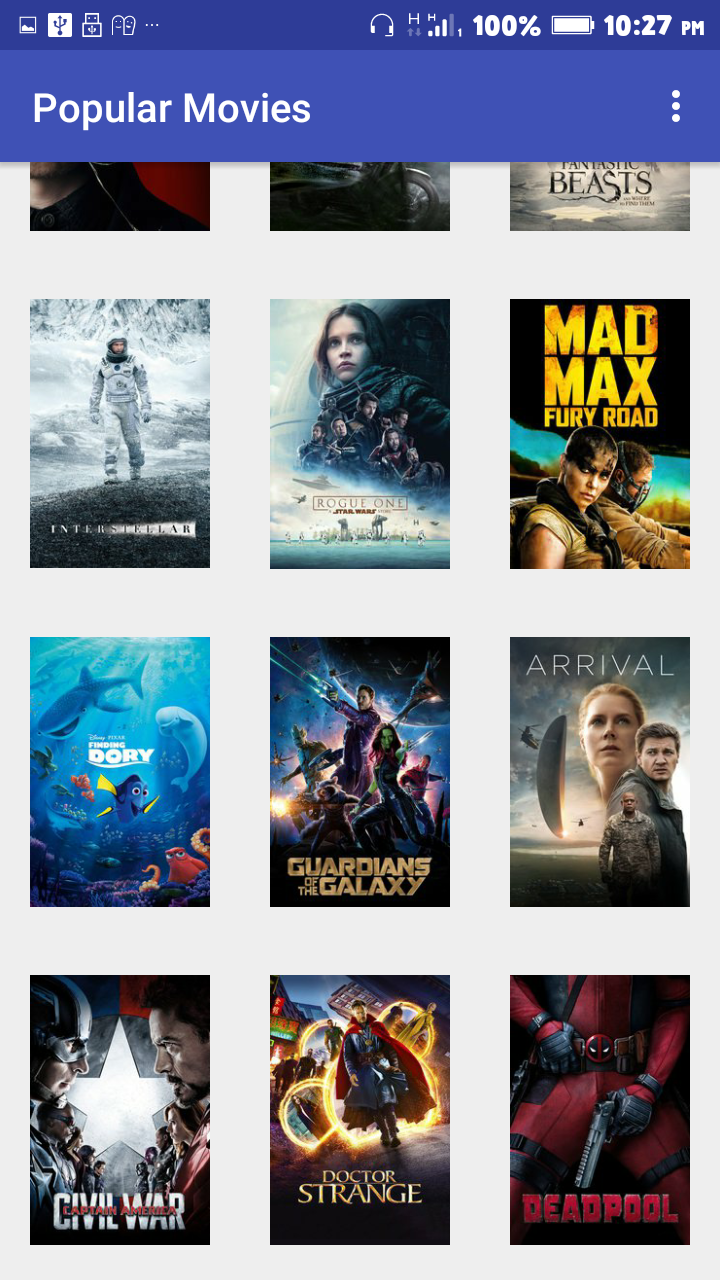 H H 1 100% 10:27 PM
Popular Movies
FANTASTIC
BEASTS
AND WHERE
TO FIND THEM
INTERSTELLAR
ROGUE ONE
A STAR WARS STORY
MAD
MAX
FURY ROAD
Disney PIXAR
FINDING
DORY
GUARDIANS
OF THE GALAXY
ARRIVAL
CAPTAIN AMERICA
CIVIL WAR
DOCTOR
STRANGE
DEADPOOL